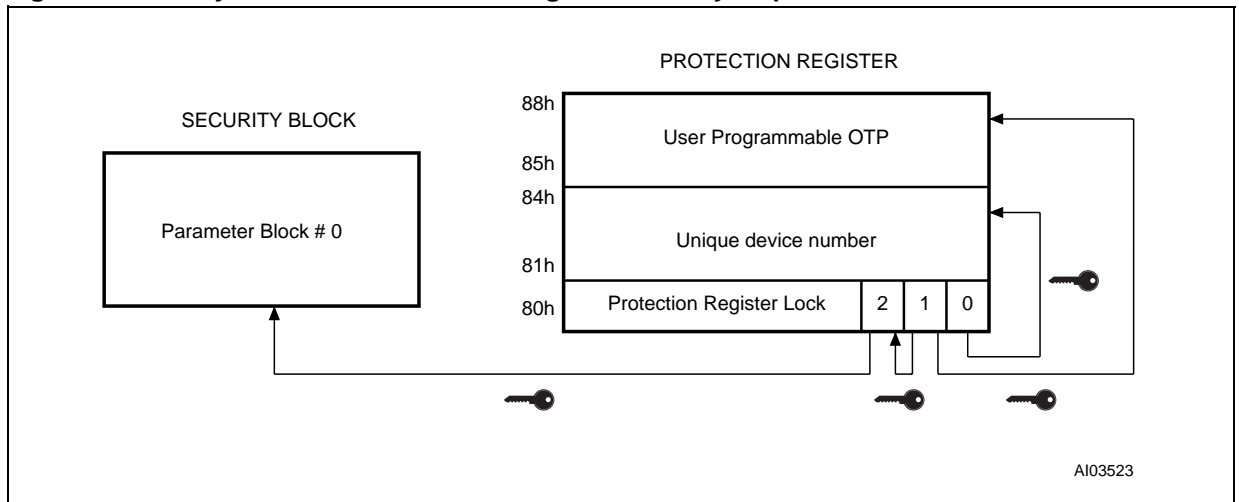 PROTECTION REGISTER
SECURITY BLOCK
88h
User Programmable OTP
85h
84h
Parameter Block # 0
Unique device number
81h
80h
Protection Register Lock 2 1 0
AI03523